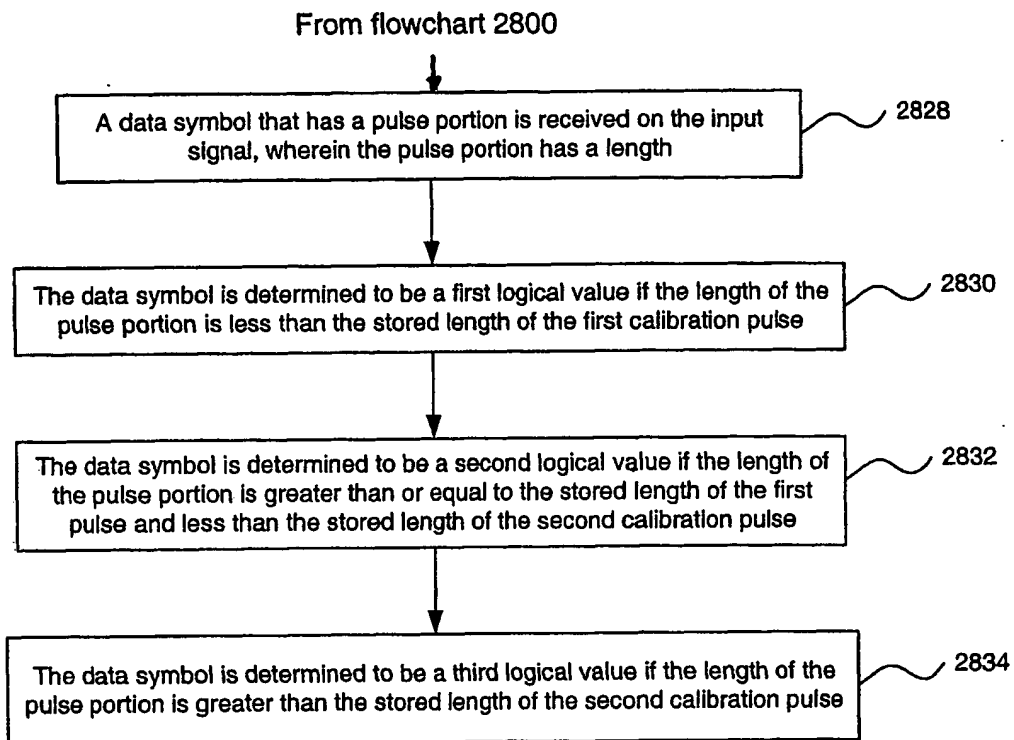 From flowchart 2800
A data symbol that has a pulse portion is received on the input
signal, wherein the pulse portion has a length
2828
The data symbol is determined to be a first logical value if the length of the
pulse portion is less than the stored length of the first calibration pulse
2830
The data symbol is determined to be a second logical value if the length of
the pulse portion is greater than or equal to the stored length of the first
pulse and less than the stored length of the second calibration pulse
2832
The data symbol is determined to be a third logical value if the length of the
pulse portion is greater than the stored length of the second calibration pulse
2834